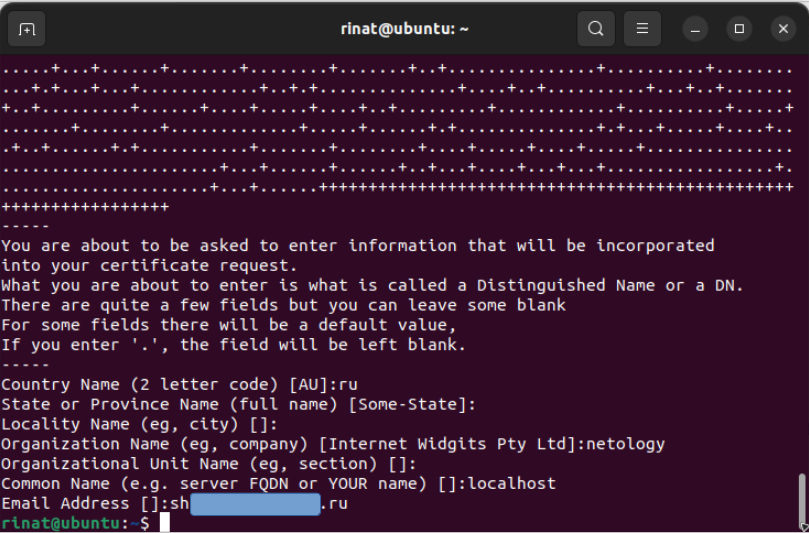 rinat@ubuntu: ~
.....+...+......+.......+........+.......+..+...............+..........+........
...+.+...+...+............+..+.+..............+....+..+..........+...+..+.......
+..+.........+......+....+.....+....+..+.........+............+..........+.....+
.......+........+.............+.....+......+.+..............+.+...+.....+....+..
.+..+......+.+...........+.......+........+....+.....+....+.....+...............
......................+...+......+.......+..+...+....+...+...+.................+.
.....................+...+......++++++++++++++++++++++++++++++++++++++++++++++++
+++++++++++++++++
-----
You are about to be asked to enter information that will be incorporated
into your certificate request.
What you are about to enter is what is called a Distinguished Name or a DN.
There are quite a few fields but you can leave some blank
For some fields there will be a default value,
If you enter '.', the field will be left blank.
-----
Country Name (2 letter code) [AU]:ru
State or Province Name (full name) [Some-State]:
Locality Name (eg, city) []:
Organization Name (eg, company) [Internet Widgits Pty Ltd]:netology
Organizational Unit Name (eg, section) []:
Common Name (e.g. server FQDN or YOUR name) []:localhost
Email Address []:sh .ru
rinat@ubuntu:~$